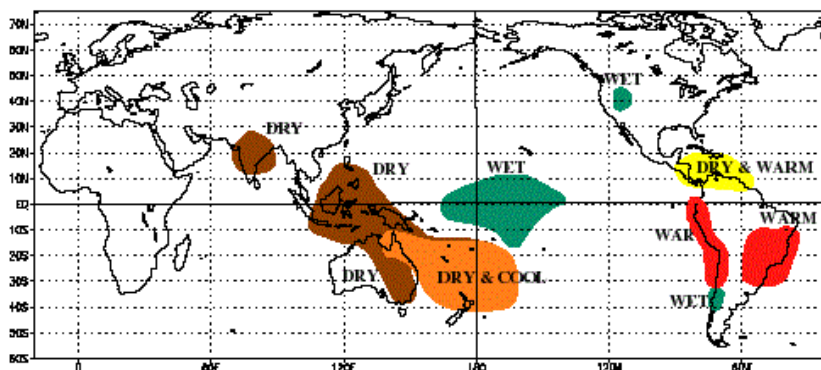 70N
60N
50N
WET
40N
30N
DRY
20N
DRY
WET
DRY & WARM
10N
EQ
WARM
10S
WAR
20S
DRY
DRY & COOL
30S
WET
40S
50S
60S
0
60E
120E
180
120W
60W